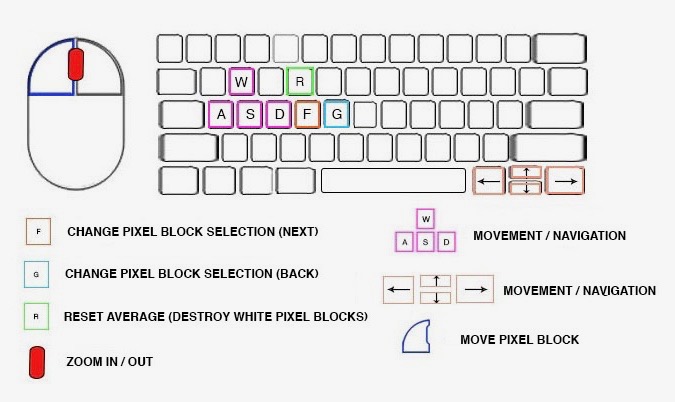 W
R
A S D F G
F CHANGE PIXEL BLOCK SELECTION (NEXT)
G CHANGE PIXEL BLOCK SELECTION (BACK)
R RESET AVERAGE (DESTROY WHITE PIXEL BLOCKS)
ZOOM IN / OUT
W
A S D
MOVEMENT / NAVIGATION
MOVEMENT / NAVIGATION
MOVE PIXEL BLOCK